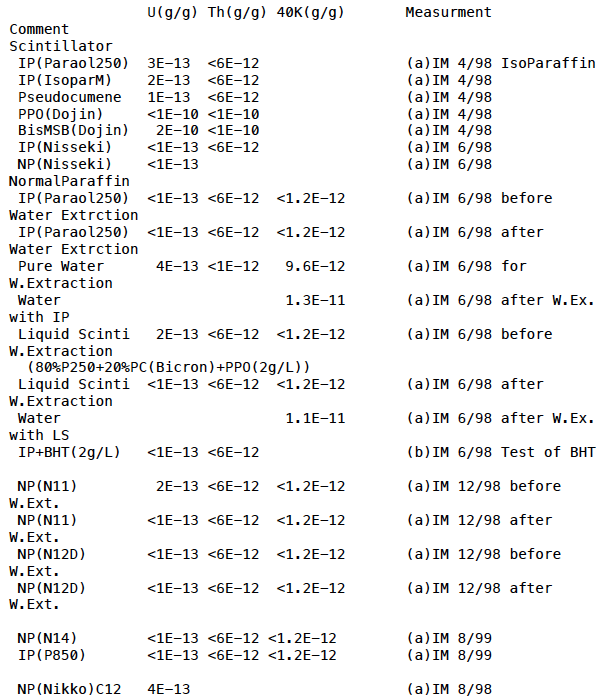 U(g/g) Th(g/g) 40K(g/g) Measurment
Comment
Scintillator
IP(Paraol250) 3E-13 <6E-12 (a)IM 4/98 IsoParaffin
IP(IsoparM) 2E-13 <6E-12 (a)IM 4/98
Pseudocumene 1E-13 <6E-12 (a)IM 4/98
PPO(Dojin) <1E-10 <1E-10 (a)IM 4/98
BisMSB(Dojin) 2E-10 <1E-10 (a)IM 4/98
IP(Nisseki) <1E-13 <6E-12 (a)IM 6/98
NP(Nisseki) <1E-13 (a)IM 6/98
NormalParaffin
IP(Paraol250) <1E-13 <6E-12 <1.2E-12 (a)IM 6/98 before
Water Extrction
IP(Paraol250) <1E-13 <6E-12 <1.2E-12 (a)IM 6/98 after
Water Extrction
Pure Water 4E-13 <1E-12 9.6E-12 (a)IM 6/98 for
W.Extraction
Water 1.3E-11 (a)IM 6/98 after W.Ex.
with IP
Liquid Scinti 2E-13 <6E-12 <1.2E-12 (a)IM 6/98 before
W.Extraction
(80%P250+20%PC(Bicron)+PPO(2g/L))
Liquid Scinti <1E-13 <6E-12 <1.2E-12 (a)IM 6/98 after
W.Extraction
Water 1.1E-11 (a)IM 6/98 after W.Ex.
with LS
IP+BHT(2g/L) <1E-13 <6E-12 (b)IM 6/98 Test of BHT
NP(N11) 2E-13 <6E-12 <1.2E-12 (a)IM 12/98 before
W.Ext.
NP(N11) <1E-13 <6E-12 <1.2E-12 (a)IM 12/98 after
W.Ext.
NP(N12D) <1E-13 <6E-12 <1.2E-12 (a)IM 12/98 before
W.Ext.
NP(N12D) <1E-13 <6E-12 <1.2E-12 (a)IM 12/98 after
W.Ext.
NP(N14) <1E-13 <6E-12 <1.2E-12 (a)IM 8/99
IP(P850) <1E-13 <6E-12 <1.2E-12 (a)IM 8/99
NP(Nikko)C12 4E-13 (a)IM 8/98